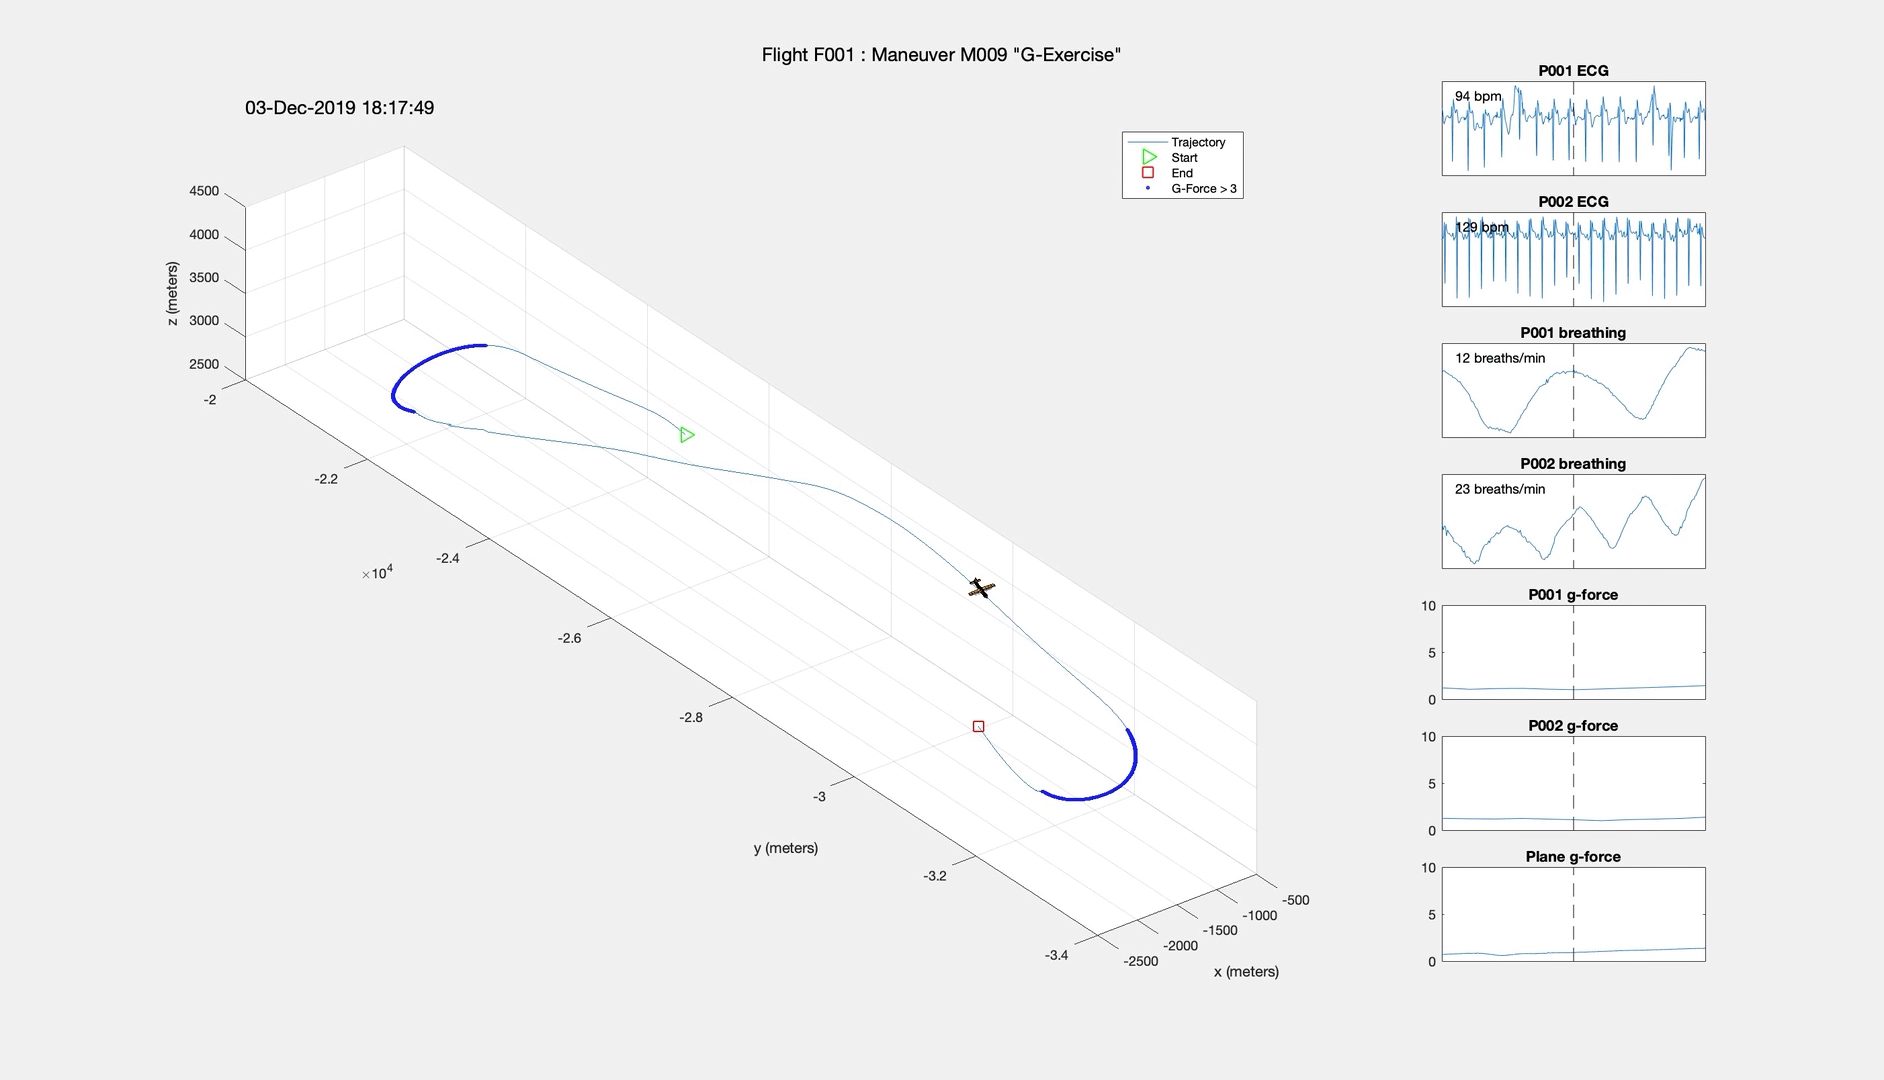 Flight F001 : Maneuver M009 "G-Exercise"
03-Dec-2019 18:17:49
Trajectory
Start
End
G-Force > 3
4500
4000
3500
3000
2500
z (meters)
-2
-2.2
-2.4
-2.6
-2.8
-3
-3.2
-3.4
×10⁴
y (meters)
-500
-1000
-1500
-2000
-2500
x (meters)
P001 ECG
94 bpm
P002 ECG
129 bpm
P001 breathing
12 breaths/min
P002 breathing
23 breaths/min
P001 g-force
10
5
0
P002 g-force
10
5
0
Plane g-force
10
5
0